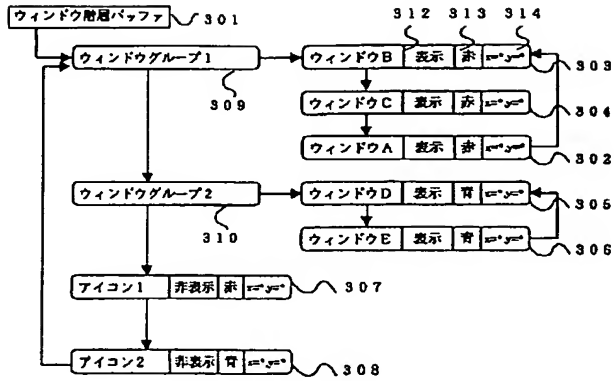 ウィンドウ階層バッファ 301
312 313 314
ウィンドウグループ1 309
ウィンドウB 表示 赤 x=°y=° 303
ウィンドウC 表示 赤 x=°y=° 304
ウィンドウA 表示 赤 x=°y=° 302
ウィンドウグループ2 310
ウィンドウD 表示 青 x=°y=° 305
ウィンドウE 表示 青 x=°y=° 306
アイコン1 非表示 赤 x=°y=° 307
アイコン2 非表示 青 x=°y=° 308